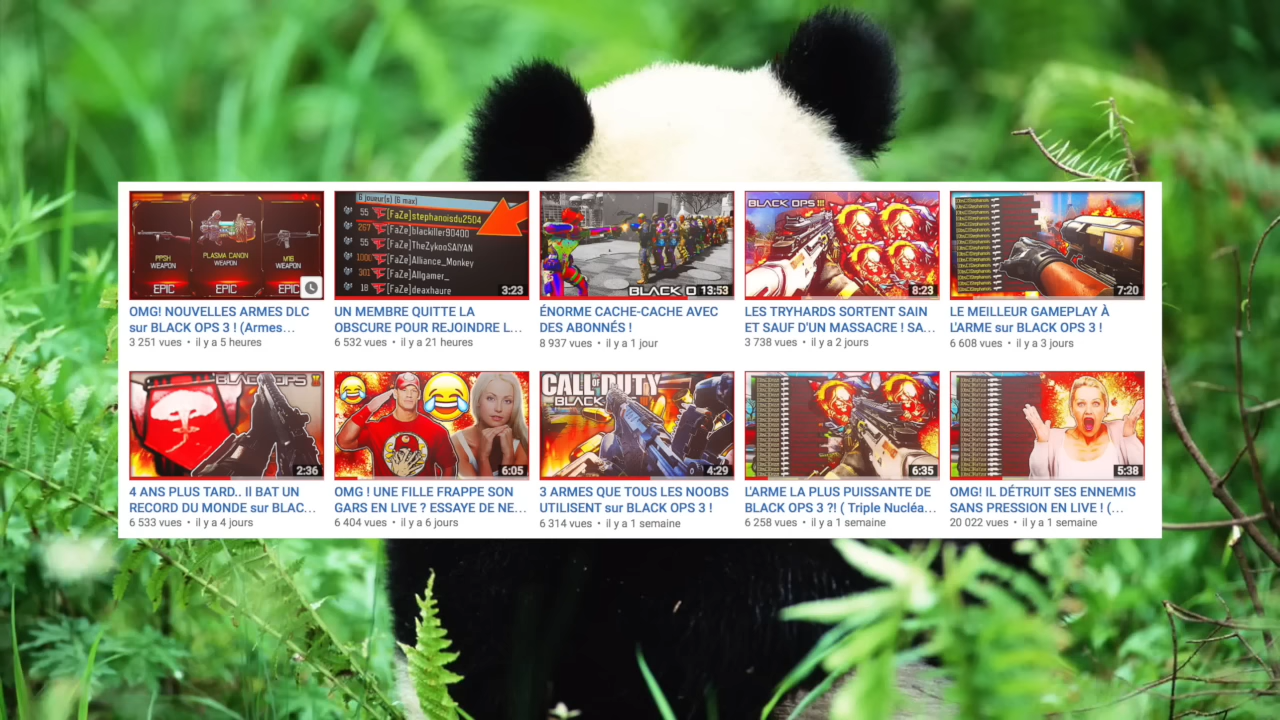 PPSH
WEAPON
PLASMA CANON
WEAPON
M16
WEAPON
EPIC
EPIC
EPIC
6 joueur(s) (6 max)
55 [FaZe]stephanoisdu2504
267 [FaZe]blackiller90400
55 [FaZe]TheZykooSAIYAN
1000 [FaZe]Alliance_Monkey
301 [FaZe]Allgamer_
18 [FaZe]deaxhaure
3:23
BLACK O
13:53
BLACK OPS III
8:23
7:20
OMG! NOUVELLES ARMES DLC
sur BLACK OPS 3 ! (Armes…
3 251 vues • il y a 5 heures
UN MEMBRE QUITTE LA
OBSCURE POUR REJOINDRE L…
6 532 vues • il y a 21 heures
ÉNORME CACHE-CACHE AVEC
DES ABONNÉS !
8 937 vues • il y a 1 jour
LES TRYHARDS SORTENT SAIN
ET SAUF D'UN MASSACRE ! SA…
3 738 vues • il y a 2 jours
LE MEILLEUR GAMEPLAY À
L'ARME sur BLACK OPS 3 !
6 608 vues • il y a 3 jours
BLACK OPS III
2:36
6:05
CALL OF DUTY
BLACK
4:29
6:35
5:38
4 ANS PLUS TARD.. Il BAT UN
RECORD DU MONDE sur BLAC…
6 533 vues • il y a 4 jours
OMG ! UNE FILLE FRAPPE SON
GARS EN LIVE ? ESSAYE DE NE…
6 404 vues • il y a 6 jours
3 ARMES QUE TOUS LES NOOBS
UTILISENT sur BLACK OPS 3 !
6 314 vues • il y a 1 semaine
L'ARME LA PLUS PUISSANTE DE
BLACK OPS 3 ?! ( Triple Nucléa…
6 258 vues • il y a 1 semaine
OMG! IL DÉTRUIT SES ENNEMIS
SANS PRESSION EN LIVE ! (…
20 022 vues • il y a 1 semaine